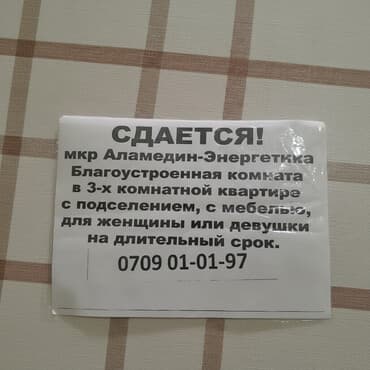 СДАЕТСЯ!
мкр Аламедин-Энергетика
Благоустроенная комната
в 3-х комнатной квартире
с подселением, с мебелью,
для женщины или девушки
на длительный срок.
0709 01-01-97